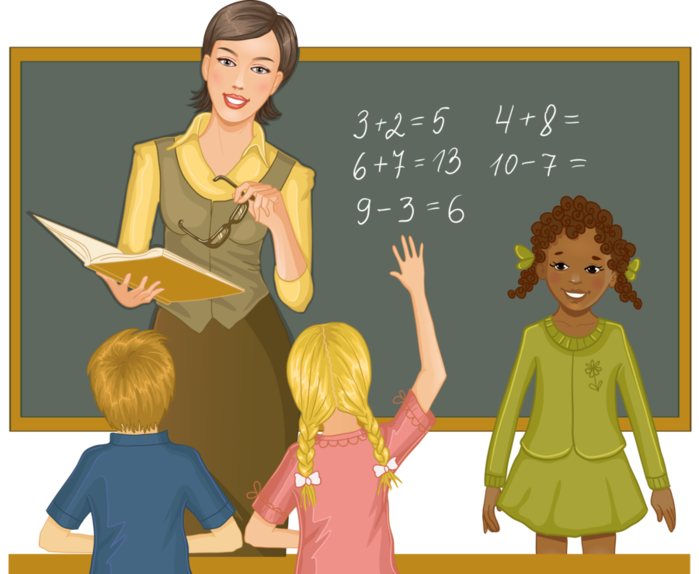 3+2=5 4+8=
6+7=13 10-7=
9-3=6